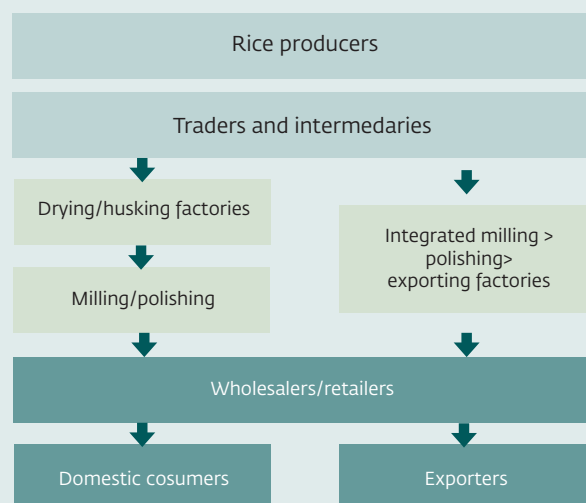 Rice producers
Traders and intermedaries
Drying/husking factories
Milling/polishing
Integrated milling >
polishing>
exporting factories
Wholesalers/retailers
Domestic cosumers
Exporters